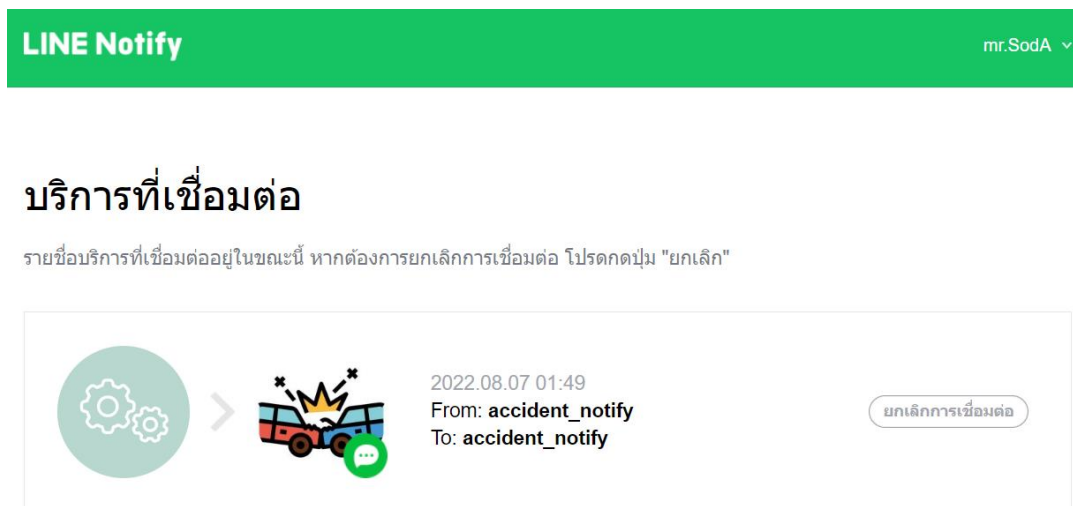 LINE Notify
mr.SodA
บริการที่เชื่อมต่อ
รายชื่อบริการที่เชื่อมต่ออยู่ในขณะนี้ หากต้องการยกเลิกการเชื่อมต่อ โปรดกดปุ่ม "ยกเลิก"
2022.08.07 01:49
From: accident_notify
To: accident_notify
ยกเลิกการเชื่อมต่อ